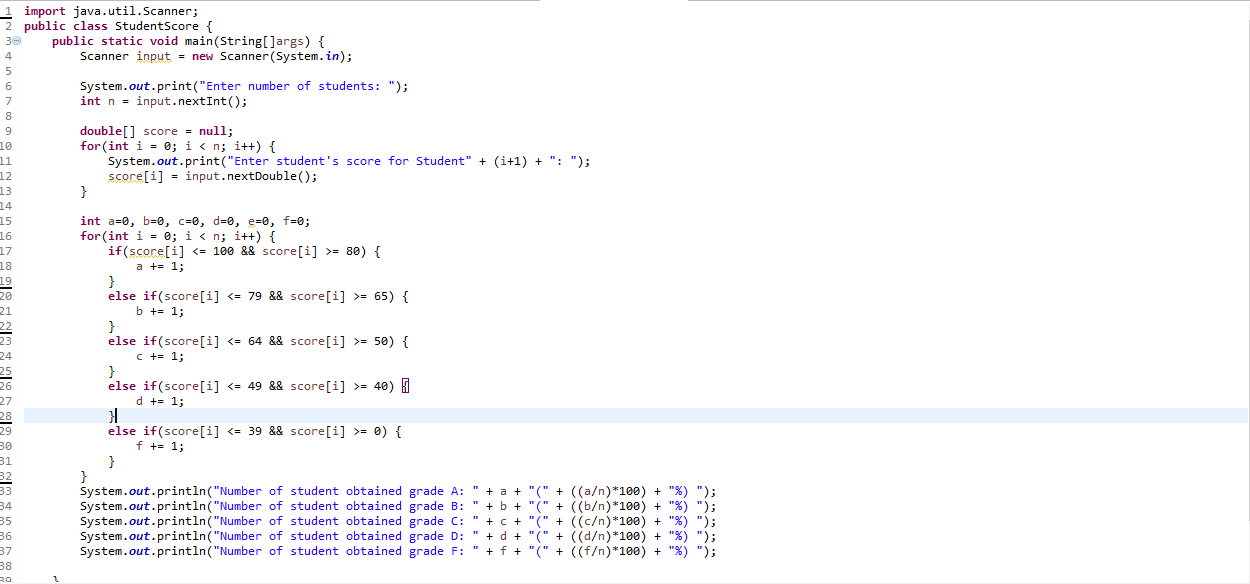 1 import java.util.Scanner;
2 public class StudentScore {
3 public static void main(String[]args) {
4 Scanner input = new Scanner(System.in);
5
6 System.out.print("Enter number of students: ");
7 int n = input.nextInt();
8
9 double[] score = null;
10 for(int i = 0; i < n; i++) {
11 System.out.print("Enter student's score for Student" + (i+1) + ": ");
12 score[i] = input.nextDouble();
13 }
14
15 int a=0, b=0, c=0, d=0, e=0, f=0;
16 for(int i = 0; i < n; i++) {
17 if(score[i] <= 100 && score[i] >= 80) {
18 a += 1;
19 }
20 else if(score[i] <= 79 && score[i] >= 65) {
21 b += 1;
22 }
23 else if(score[i] <= 64 && score[i] >= 50) {
24 c += 1;
25 }
26 else if(score[i] <= 49 && score[i] >= 40) {
27 d += 1;
28 }
29 else if(score[i] <= 39 && score[i] >= 0) {
30 f += 1;
31 }
32 }
33 System.out.println("Number of student obtained grade A: " + a + "(" + ((a/n)*100) + "%) ");
34 System.out.println("Number of student obtained grade B: " + b + "(" + ((b/n)*100) + "%) ");
35 System.out.println("Number of student obtained grade C: " + c + "(" + ((c/n)*100) + "%) ");
36 System.out.println("Number of student obtained grade D: " + d + "(" + ((d/n)*100) + "%) ");
37 System.out.println("Number of student obtained grade F: " + f + "(" + ((f/n)*100) + "%) ");
38
39 }